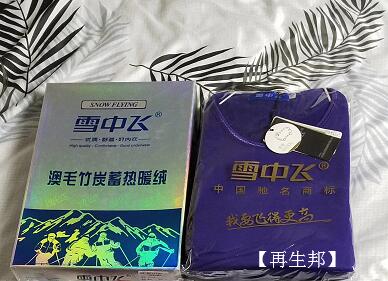 SNOW FLYING
雪中飞®
优质·舒适·好内衣
High quality · Comfortable · Good underwear
澳毛竹炭蓄热暖绒
雪中飞®
中国驰名商标
我要飞得更高
【再生邦】